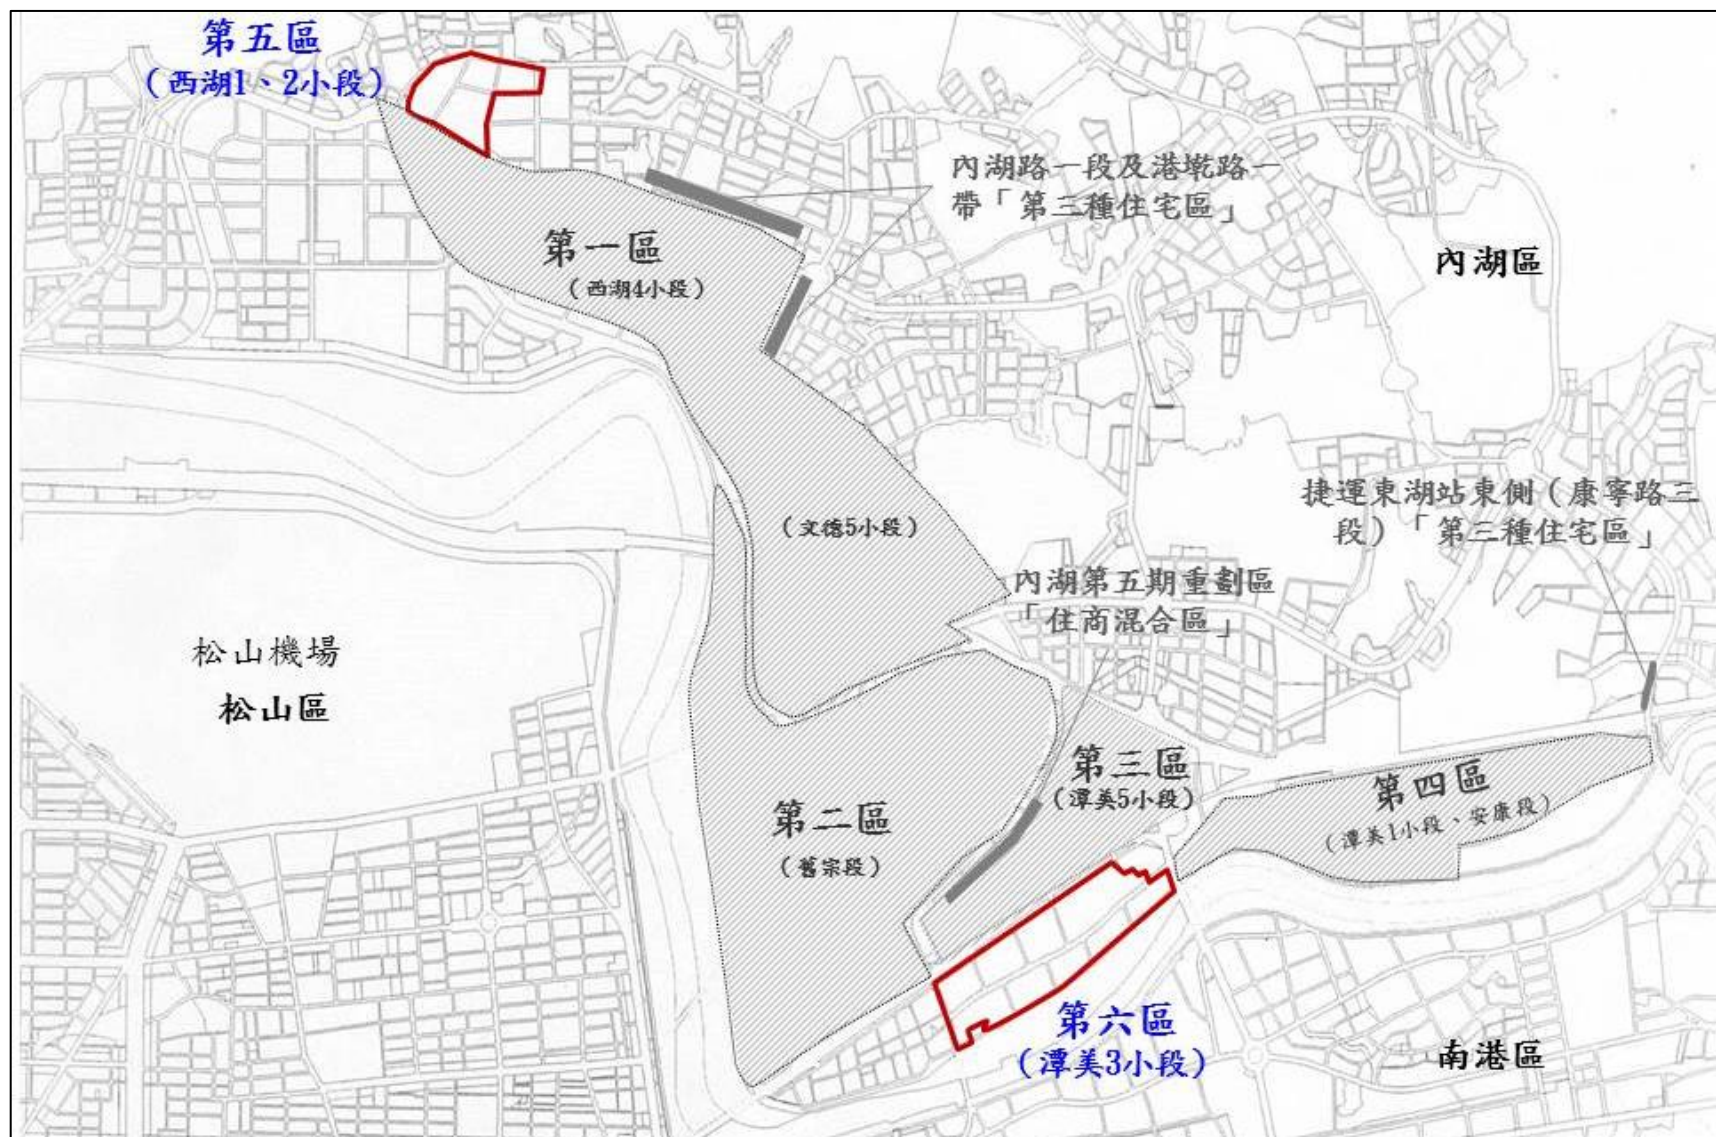 第五區
（西湖1、2小段）
內湖路一段及港墘路一
帶「第三種住宅區」
第一區
（西湖4小段）
內湖區
捷運東湖站東側（康寧路三
段）「第三種住宅區」
（文德5小段）
內湖第五期重劃區
「住商混合區」
松山機場
松山區
第三區
（潭美5小段）
第四區
（潭美1小段、安康段）
第二區
（舊宗段）
第六區
（潭美3小段）
南港區